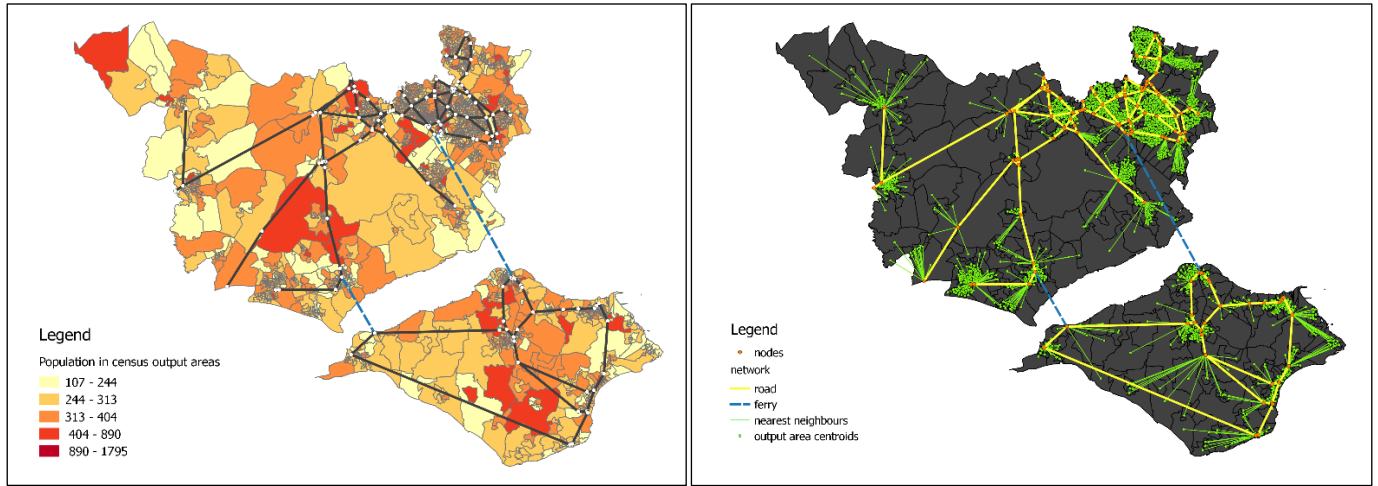 Legend
Population in census output areas
107 - 244
244 - 313
313 - 404
404 - 890
890 - 1795
Legend
nodes
network
road
ferry
nearest neighbours
output area centroids